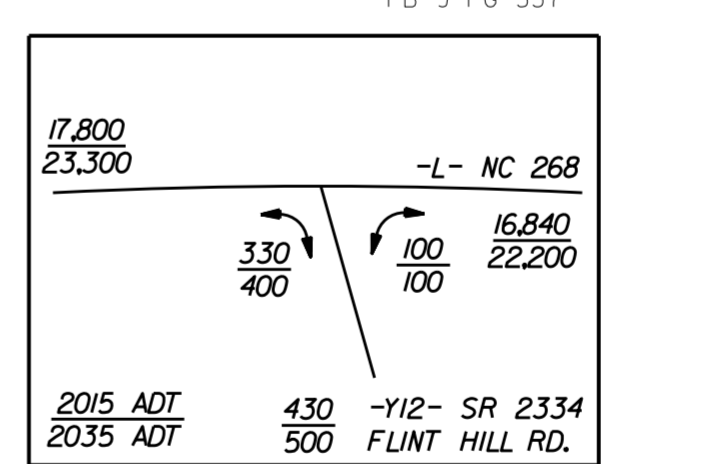 17,800
23,300
-L- NC 268
16,840
22,200
330
400
100
100
2015 ADT
2035 ADT
430
500
-Y12- SR 2334
FLINT HILL RD.